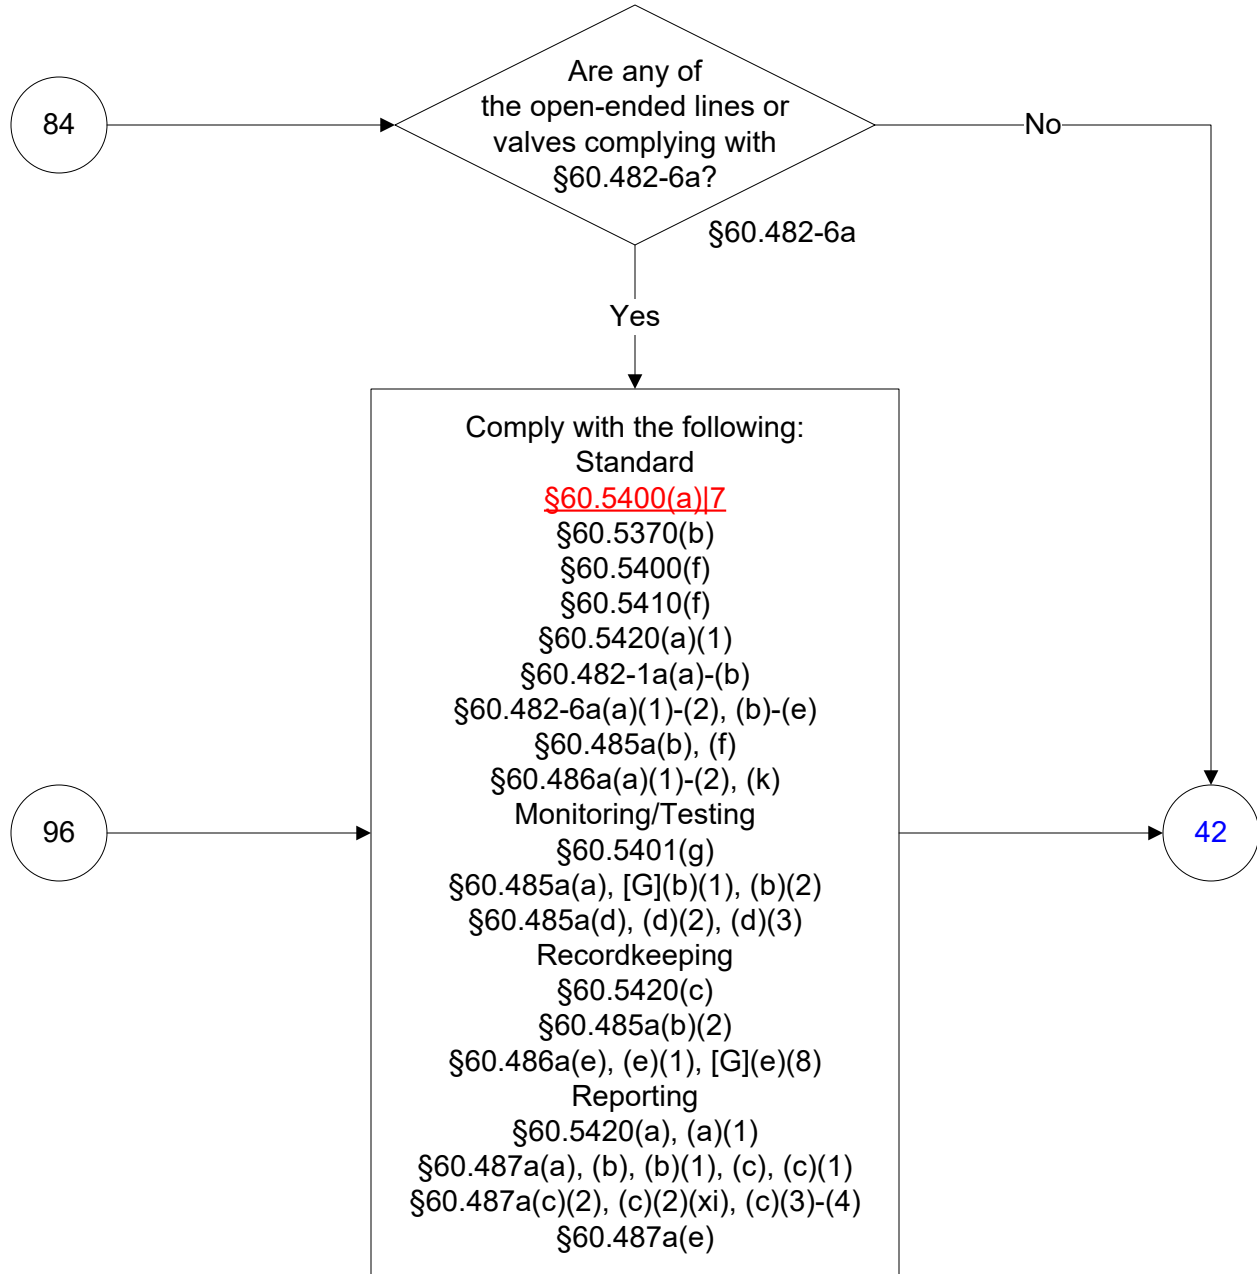 84
Are any of
the open-ended lines or
valves complying with
§60.482-6a?
No
§60.482-6a
Yes
Comply with the following:
Standard
§60.5400(a)|7
§60.5370(b)
§60.5400(f)
§60.5410(f)
§60.5420(a)(1)
§60.482-1a(a)-(b)
§60.482-6a(a)(1)-(2), (b)-(e)
§60.485a(b), (f)
§60.486a(a)(1)-(2), (k)
Monitoring/Testing
§60.5401(g)
§60.485a(a), [G](b)(1), (b)(2)
§60.485a(d), (d)(2), (d)(3)
Recordkeeping
§60.5420(c)
§60.485a(b)(2)
§60.486a(e), (e)(1), [G](e)(8)
Reporting
§60.5420(a), (a)(1)
§60.487a(a), (b), (b)(1), (c), (c)(1)
§60.487a(c)(2), (c)(2)(xi), (c)(3)-(4)
§60.487a(e)
96
42